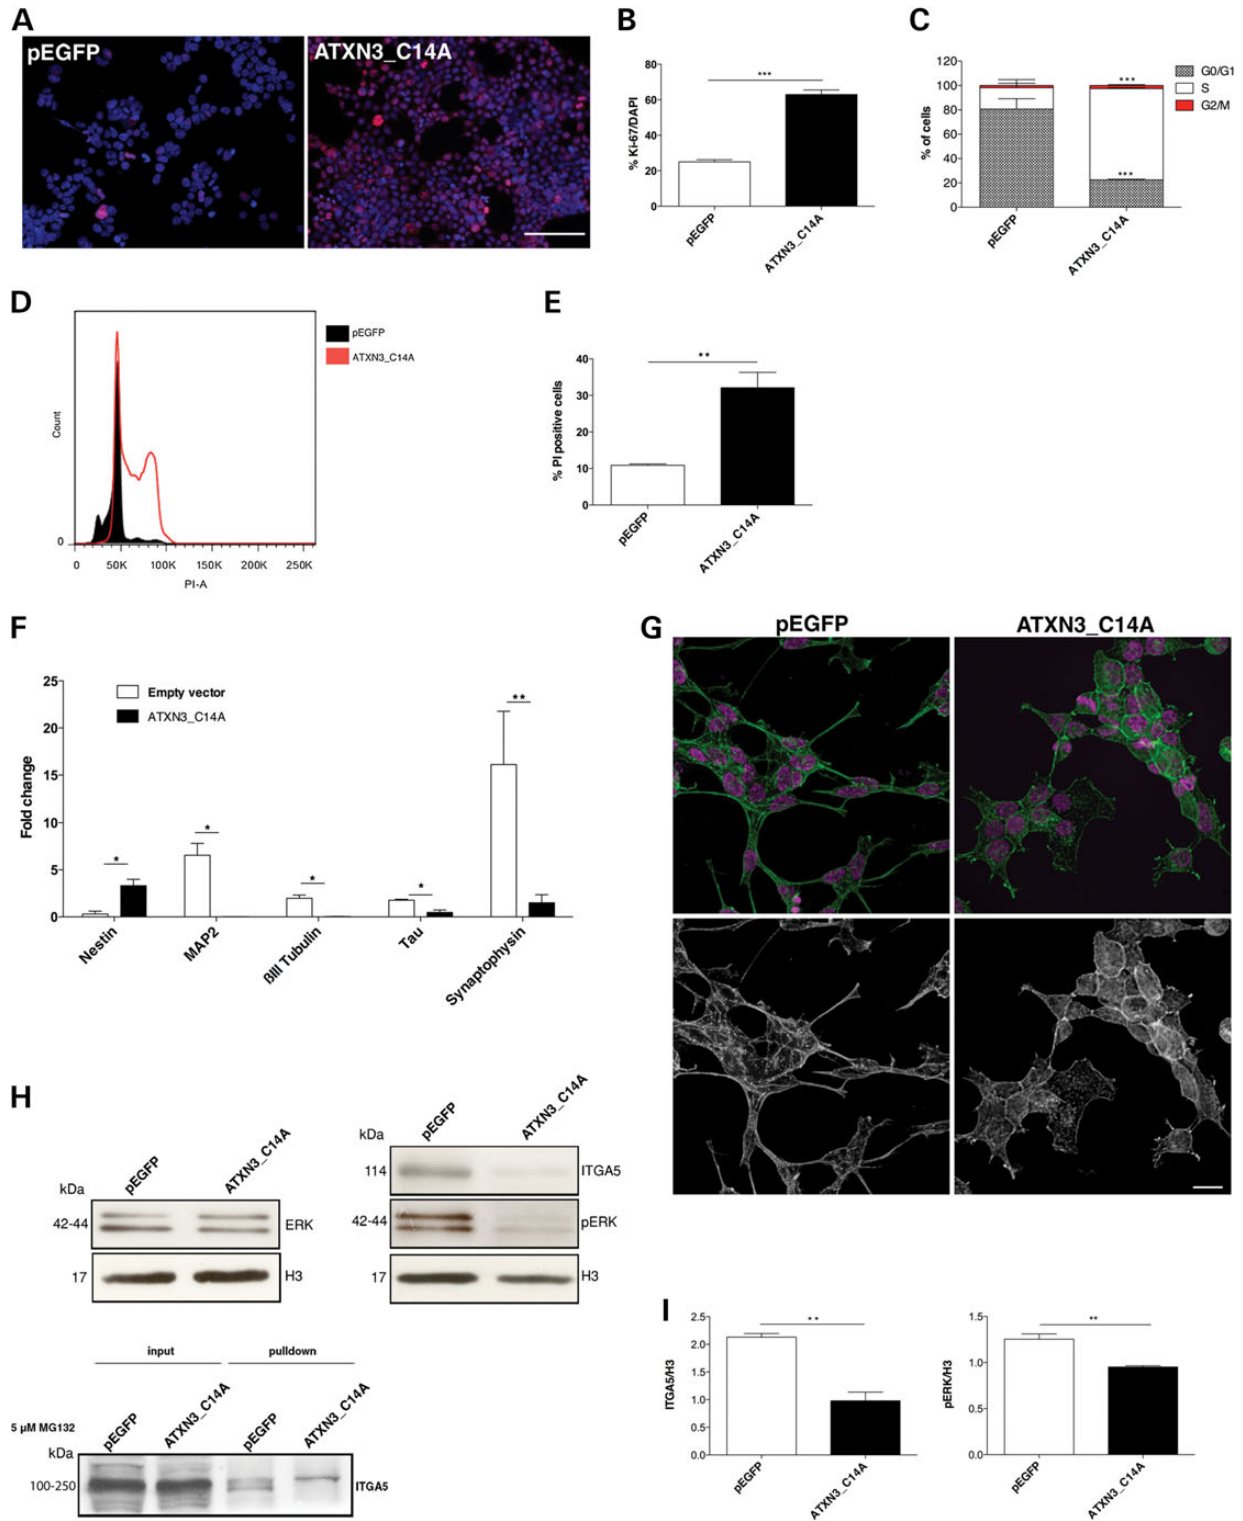 A
pEGFP
ATXN3_C14A
B
80
60
40
20
0
% Ki-67/DAPI
***
pEGFP
ATXN3_C14A
C
120
100
80
60
40
20
0
% of cells
***
***
pEGFP
ATXN3_C14A
G0/G1
S
G2/M
D
Count
0
0 50K 100K 150K 200K 250K
PI-A
pEGFP
ATXN3_C14A
E
40
30
20
10
0
% PI positive cells
**
pEGFP
ATXN3_C14A
F
25
20
15
10
5
0
Fold change
Empty vector
ATXN3_C14A
*
*
*
*
**
Nestin
MAP2
βIII Tubulin
Tau
Synaptophysin
G
pEGFP
ATXN3_C14A
H
kDa
pEGFP
ATXN3_C14A
42-44
ERK
17
H3
kDa
pEGFP
ATXN3_C14A
114
ITGA5
42-44
pERK
17
H3
input
pulldown
5 μM MG132
pEGFP
ATXN3_C14A
pEGFP
ATXN3_C14A
kDa
100-250
ITGA5
I
2.5
2.0
1.5
1.0
0.5
0.0
ITGA5/H3
**
pEGFP
ATXN3_C14A
1.5
1.0
0.5
0.0
pERK/H3
**
pEGFP
ATXN3_C14A